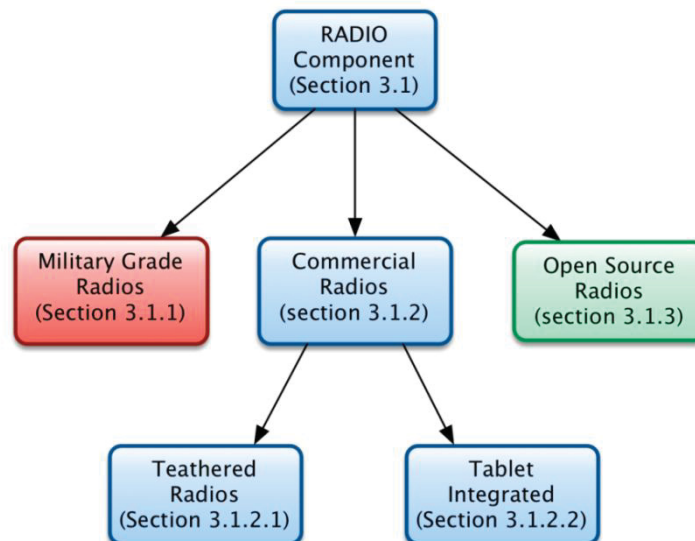 RADIO
Component
(Section 3.1)
Military Grade
Radios
(Section 3.1.1)
Commercial
Radios
(section 3.1.2)
Open Source
Radios
(section 3.1.3)
Teathered
Radios
(Section 3.1.2.1)
Tablet
Integrated
(Section 3.1.2.2)